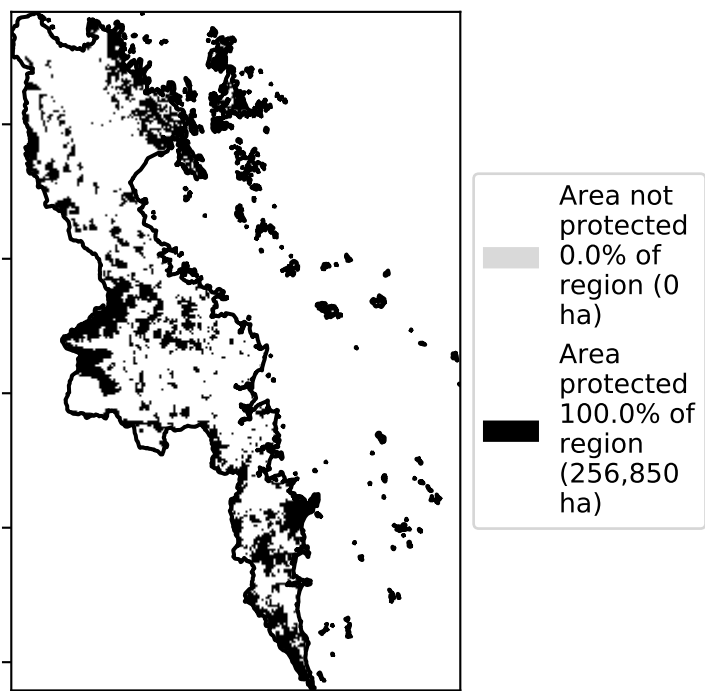 Area not
protected
0.0% of
region (0
ha)
Area
protected
100.0% of
region
(256,850
ha)